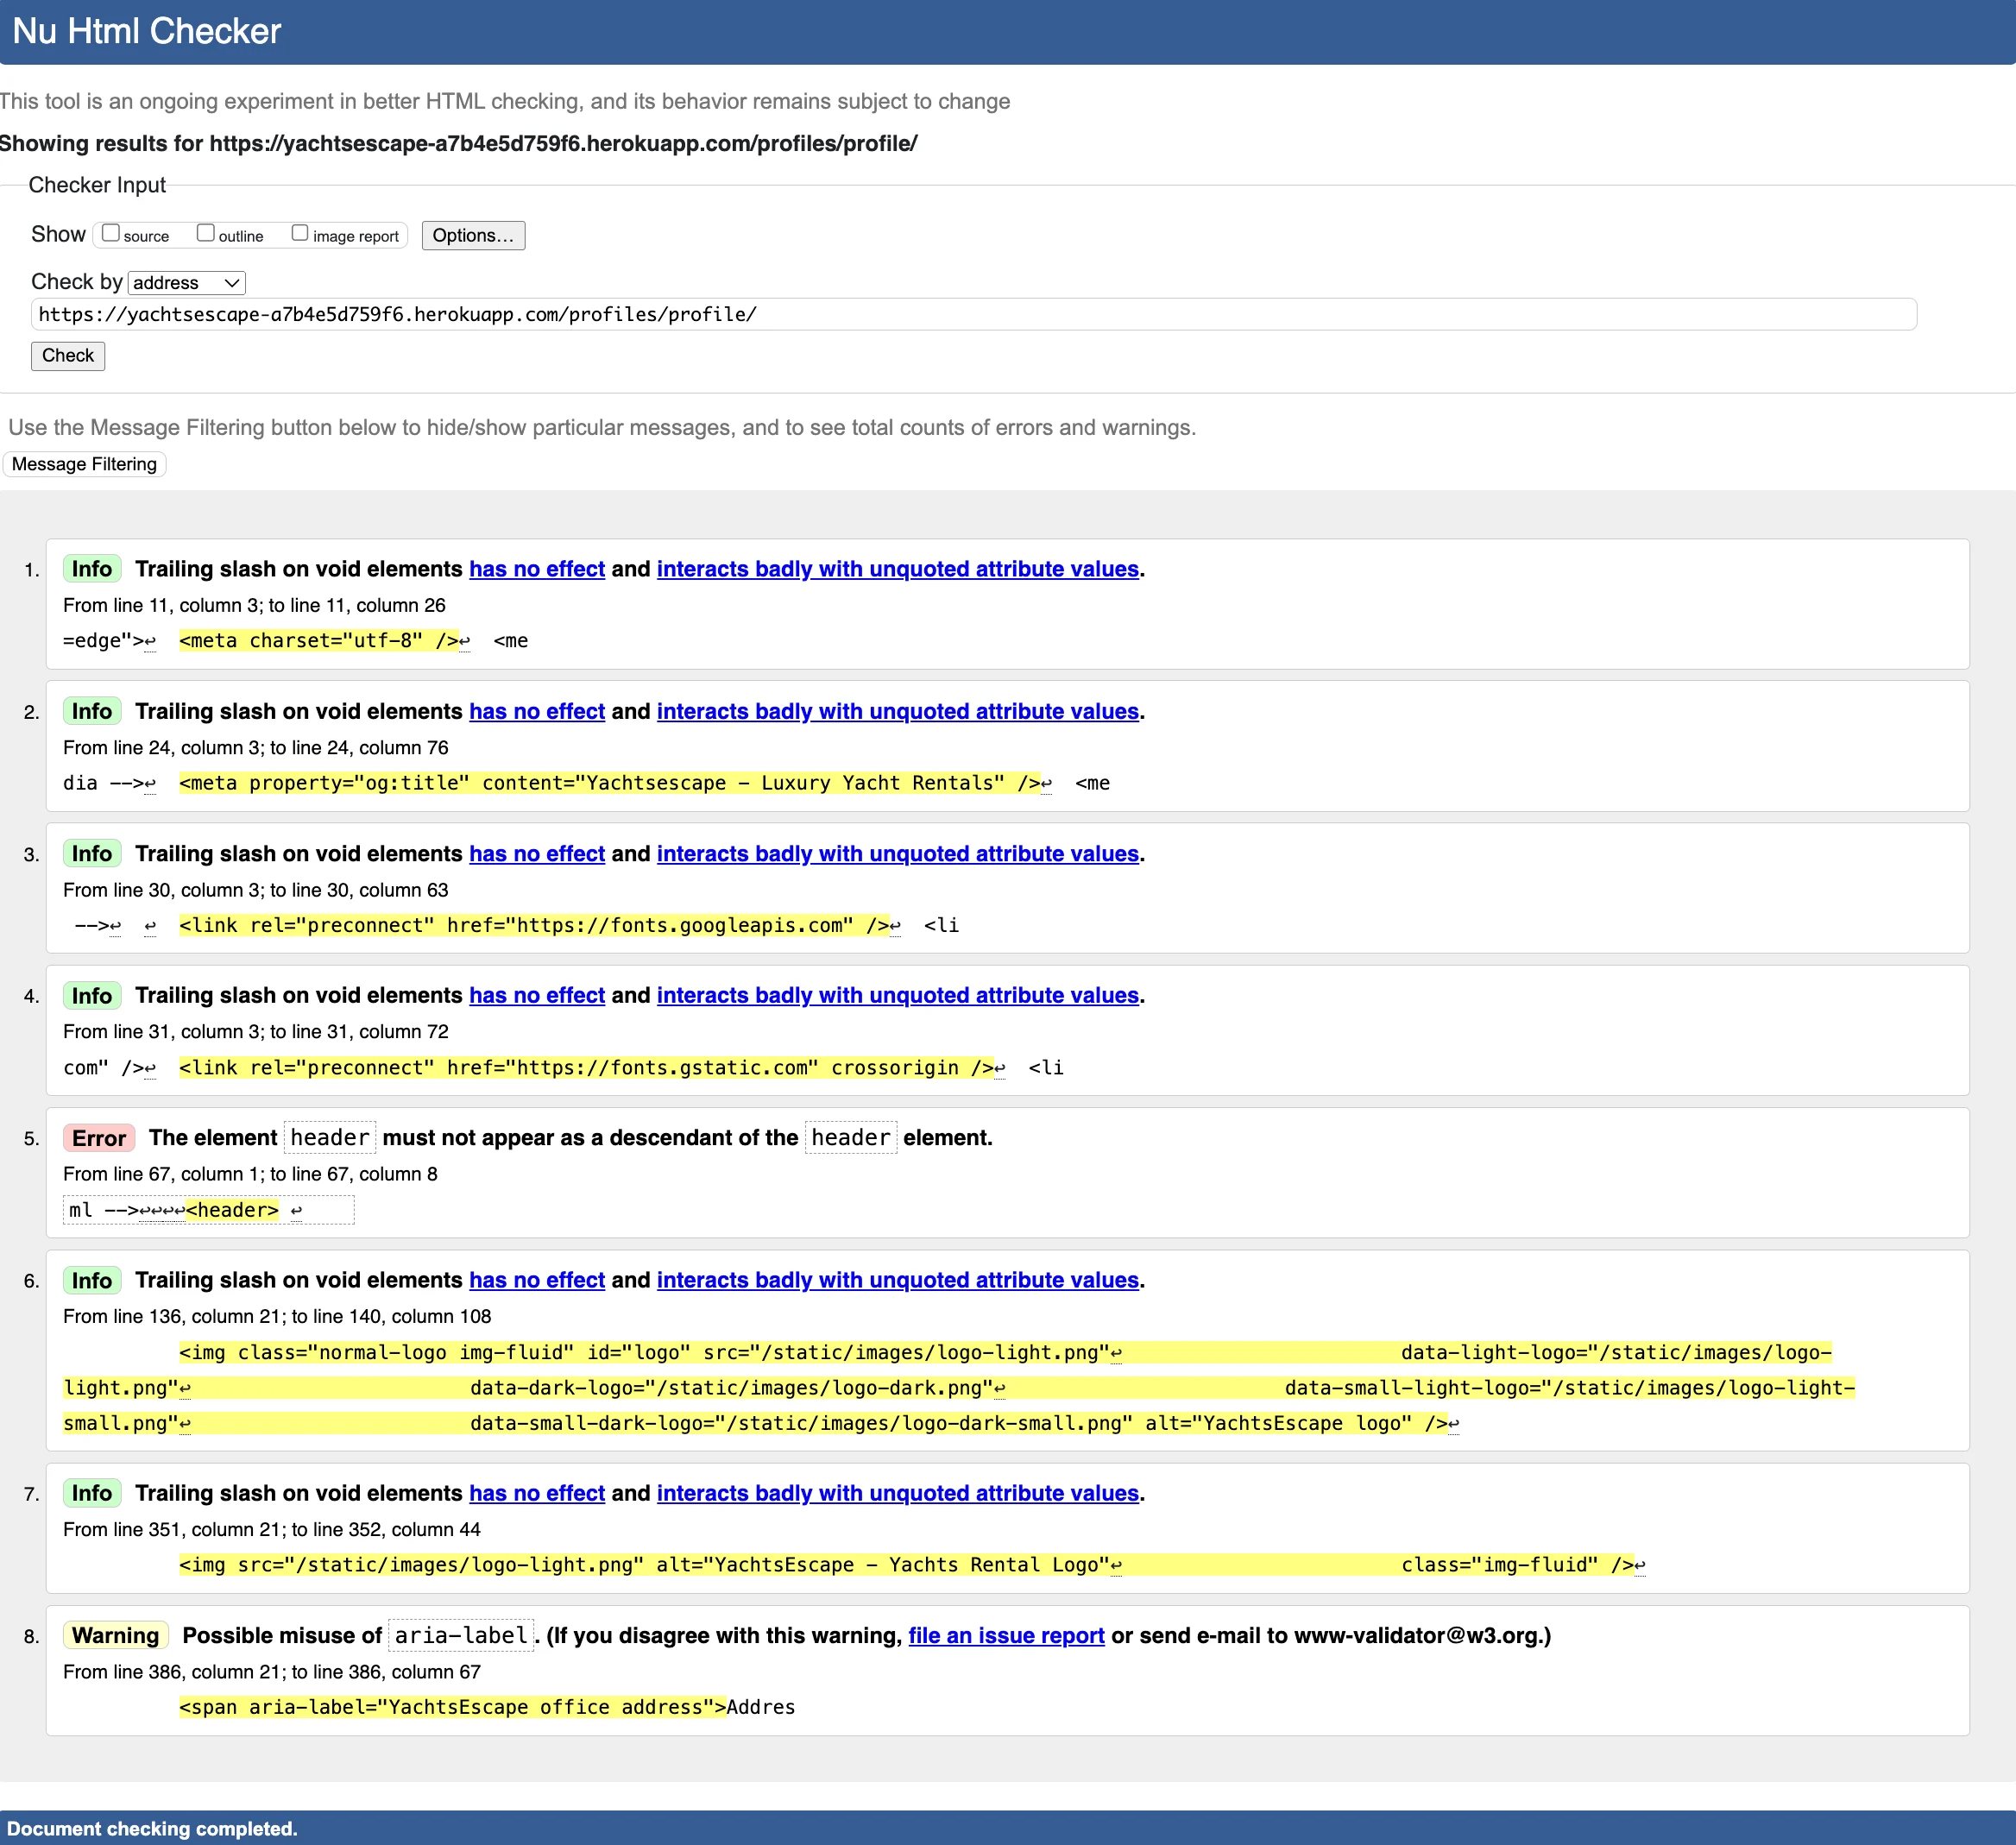 Nu Html Checker
This tool is an ongoing experiment in better HTML checking, and its behavior remains subject to change
Showing results for https://yachtsescape-a7b4e5d759f6.herokuapp.com/profiles/profile/
Checker Input
Show source outline image report Options...
Check by address
https://yachtsescape-a7b4e5d759f6.herokuapp.com/profiles/profile/
Check
Use the Message Filtering button below to hide/show particular messages, and to see total counts of errors and warnings.
Message Filtering
1. Info Trailing slash on void elements has no effect and interacts badly with unquoted attribute values.
From line 11, column 3; to line 11, column 26
=edge">↩ <meta charset="utf-8" />↩ <me
2. Info Trailing slash on void elements has no effect and interacts badly with unquoted attribute values.
From line 24, column 3; to line 24, column 76
dia -->↩ <meta property="og:title" content="Yachtsescape – Luxury Yacht Rentals" />↩ <me
3. Info Trailing slash on void elements has no effect and interacts badly with unquoted attribute values.
From line 30, column 3; to line 30, column 63
-->↩ ↩ <link rel="preconnect" href="https://fonts.googleapis.com" />↩ <li
4. Info Trailing slash on void elements has no effect and interacts badly with unquoted attribute values.
From line 31, column 3; to line 31, column 72
com" />↩ <link rel="preconnect" href="https://fonts.gstatic.com" crossorigin />↩ <li
5. Error The element header must not appear as a descendant of the header element.
From line 67, column 1; to line 67, column 8
ml -->↩↩↩↩<header> ↩
6. Info Trailing slash on void elements has no effect and interacts badly with unquoted attribute values.
From line 136, column 21; to line 140, column 108
<img class="normal-logo img-fluid" id="logo" src="/static/images/logo-light.png"↩ data-light-logo="/static/images/logo-
light.png"↩ data-dark-logo="/static/images/logo-dark.png"↩ data-small-light-logo="/static/images/logo-light-
small.png"↩ data-small-dark-logo="/static/images/logo-dark-small.png" alt="YachtsEscape logo" />↩
7. Info Trailing slash on void elements has no effect and interacts badly with unquoted attribute values.
From line 351, column 21; to line 352, column 44
<img src="/static/images/logo-light.png" alt="YachtsEscape – Yachts Rental Logo"↩ class="img-fluid" />↩
8. Warning Possible misuse of aria-label. (If you disagree with this warning, file an issue report or send e-mail to www-validator@w3.org.)
From line 386, column 21; to line 386, column 67
<span aria-label="YachtsEscape office address">Addres
Document checking completed.